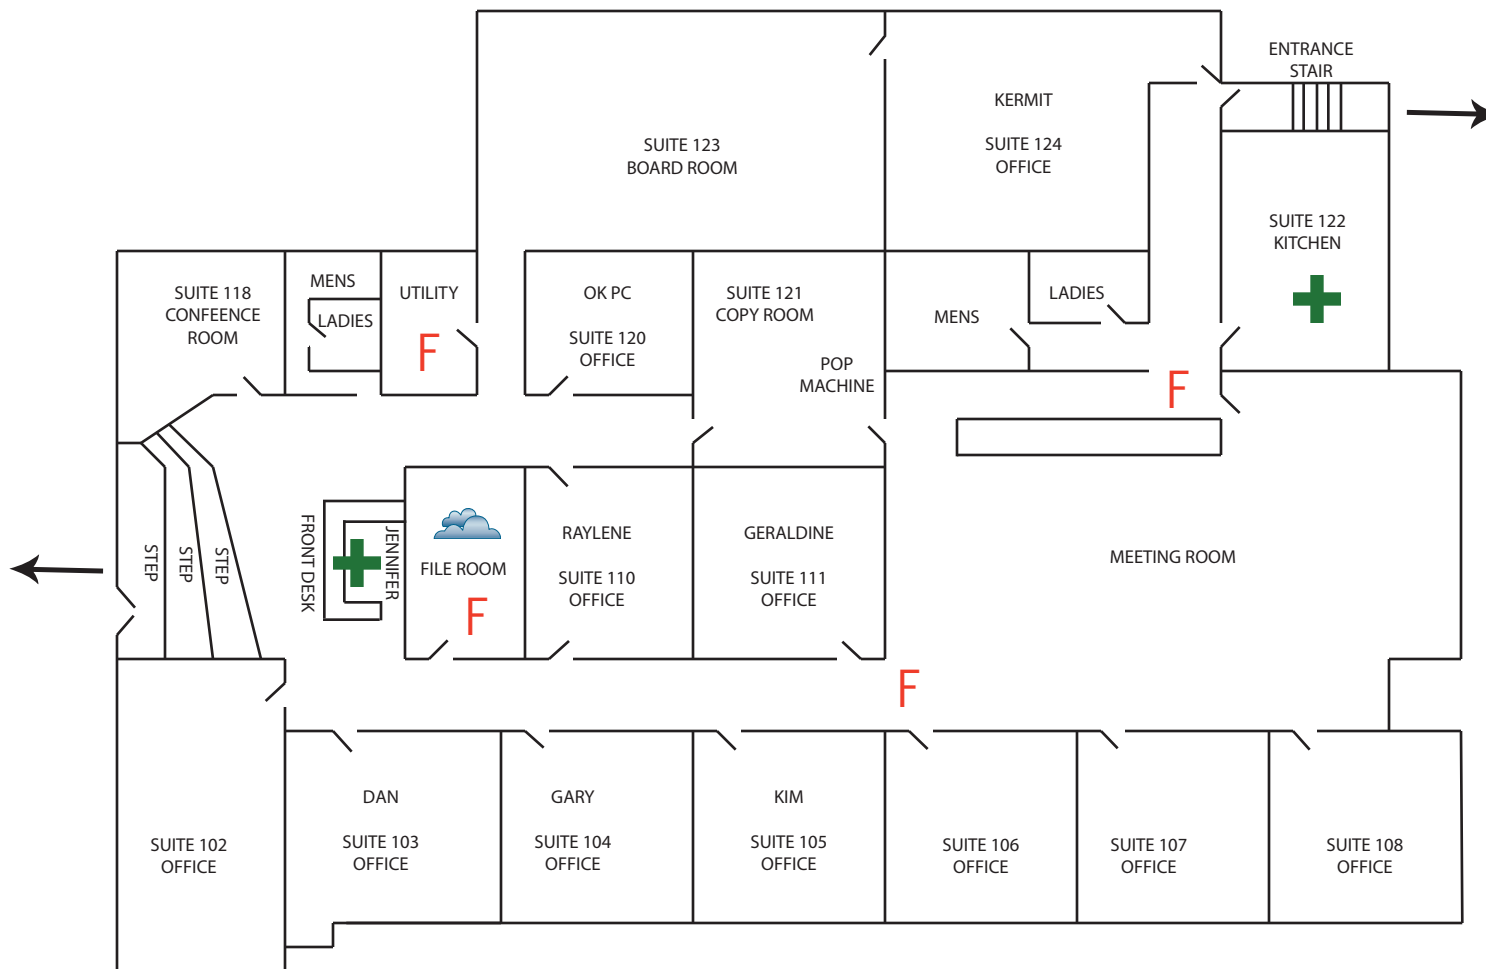 ENTRANCE
STAIR
KERMIT
SUITE 124
OFFICE
SUITE 123
BOARD ROOM
SUITE 122
KITCHEN
SUITE 118
CONFEENCE
ROOM
MENS
LADIES
UTILITY
F
OK PC
SUITE 120
OFFICE
SUITE 121
COPY ROOM
POP
MACHINE
MENS
LADIES
F
STEP
STEP
STEP
FRONT DESK
JENNIFER
FILE ROOM
F
RAYLENE
SUITE 110
OFFICE
GERALDINE
SUITE 111
OFFICE
MEETING ROOM
F
SUITE 102
OFFICE
DAN
SUITE 103
OFFICE
GARY
SUITE 104
OFFICE
KIM
SUITE 105
OFFICE
SUITE 106
OFFICE
SUITE 107
OFFICE
SUITE 108
OFFICE